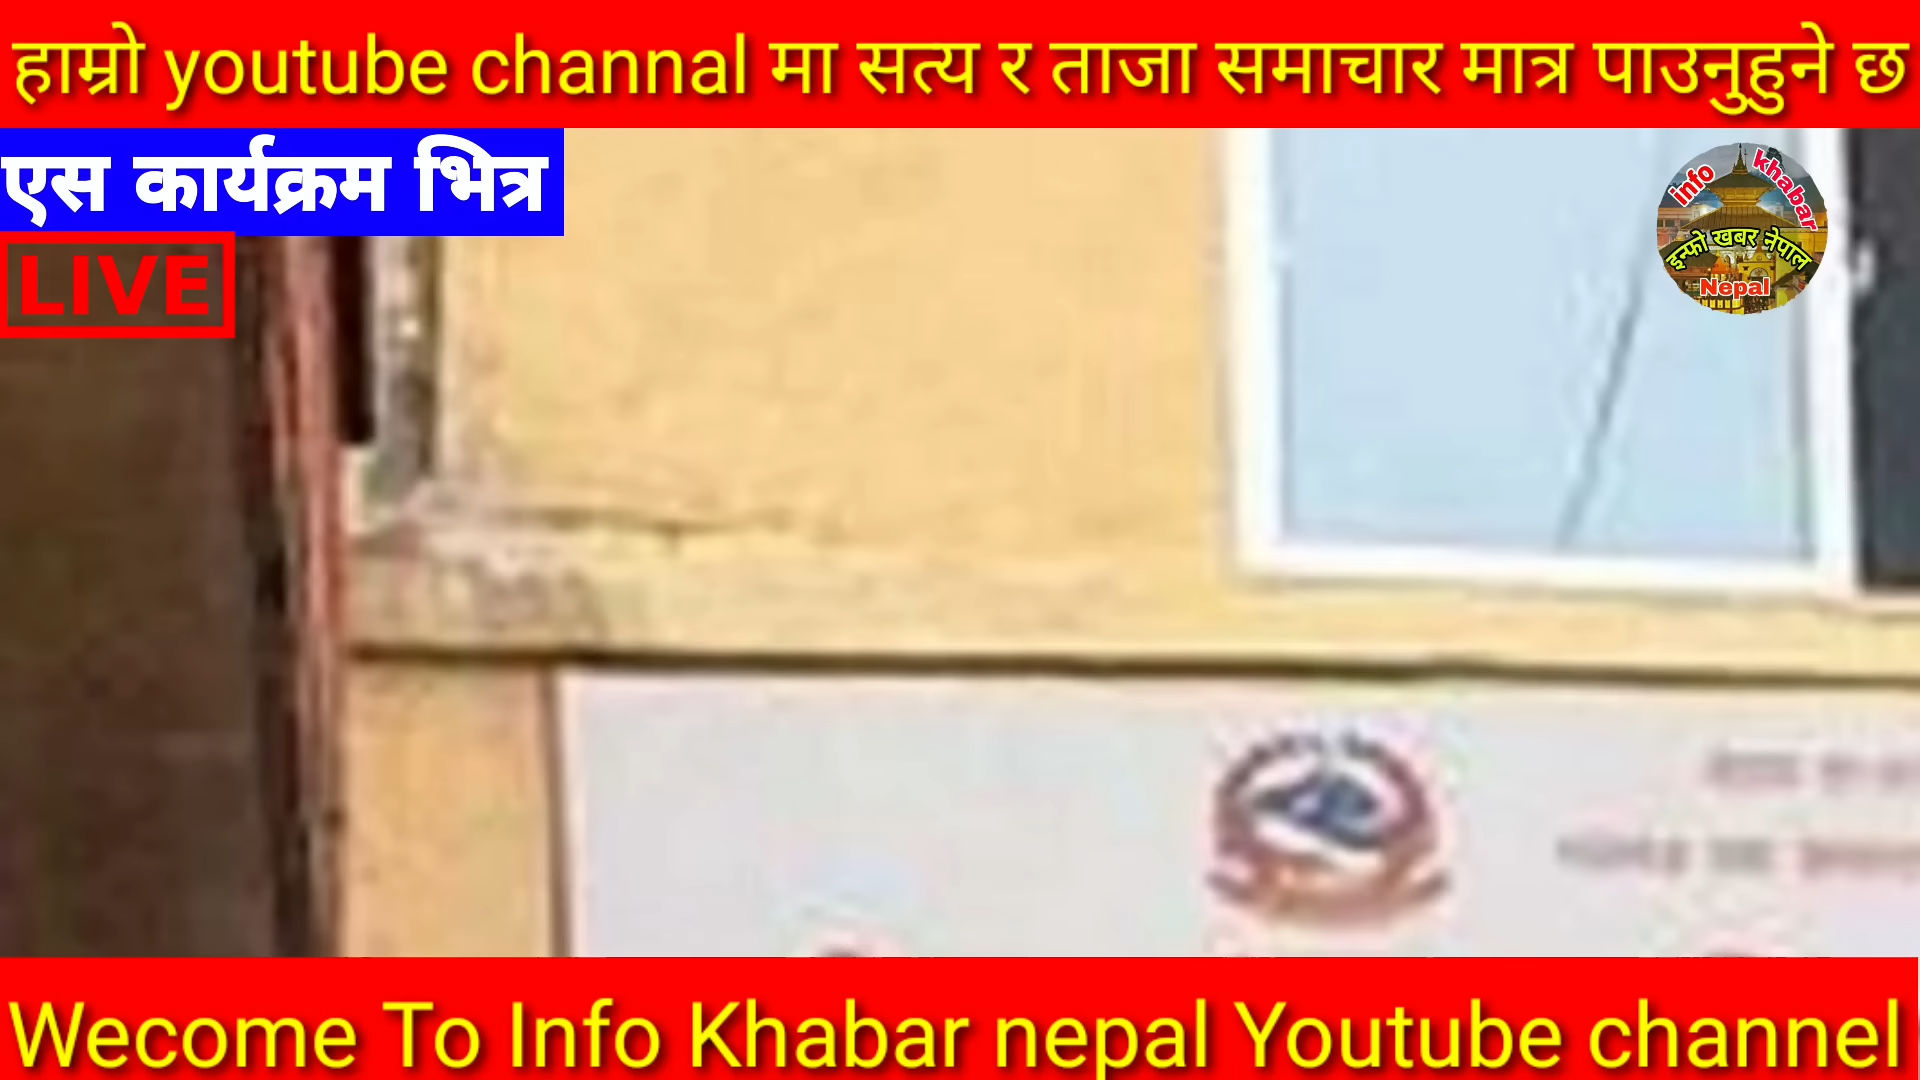 हाम्रो youtube channal मा सत्य र ताजा समाचार मात्र पाउनुहुने छ
एस कार्यक्रम भित्र
LIVE
info khabar
इन्फो खबर नेपाल
Nepal
Wecome To Info Khabar nepal Youtube channel